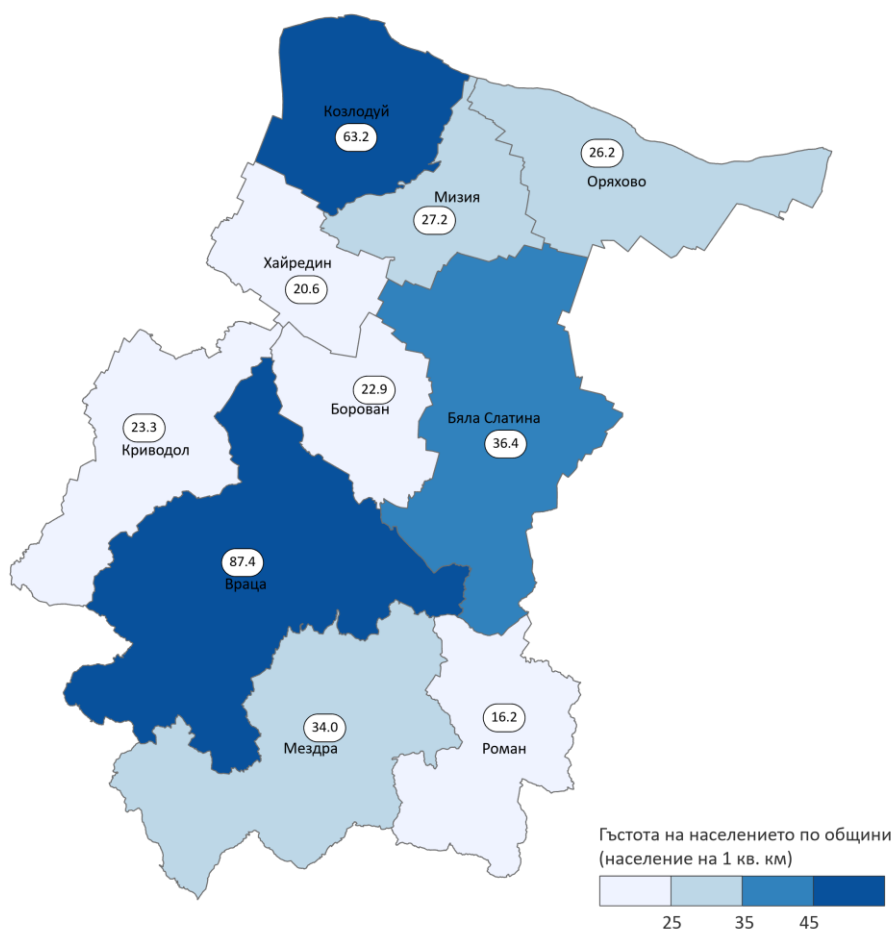 Козлодуй
63.2
26.2
Оряхово
Мизия
27.2
Хайредин
20.6
22.9
Борован
23.3
Криводол
Бяла Слатина
36.4
87.4
Враца
34.0
Мездра
16.2
Роман
Гъстота на населението по общини
(население на 1 кв. км)
25 35 45